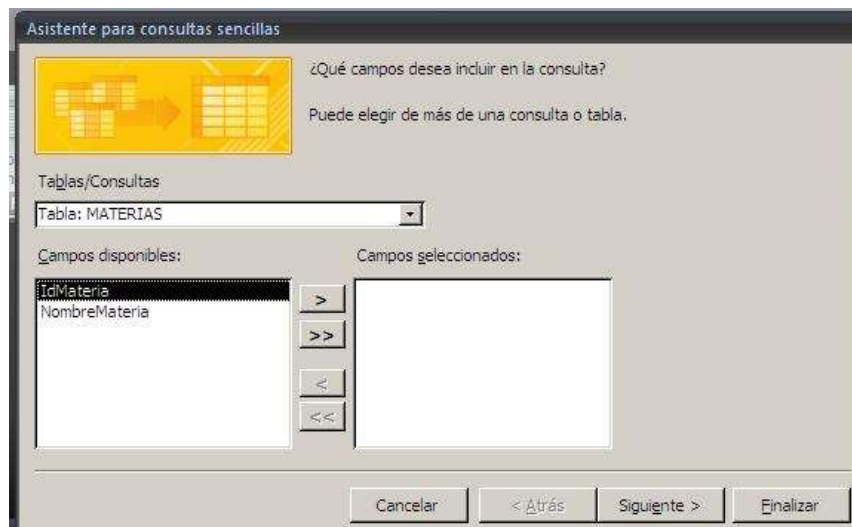 Asistente para consultas sencillas
¿Qué campos desea incluir en la consulta?
Puede elegir de más de una consulta o tabla.
Tablas/Consultas
Tabla: MATERIAS
Campos disponibles:
Campos seleccionados:
IdMateria
NombreMateria
>
>>
<
<<
Cancelar
< Atrás
Siguiente >
Finalizar